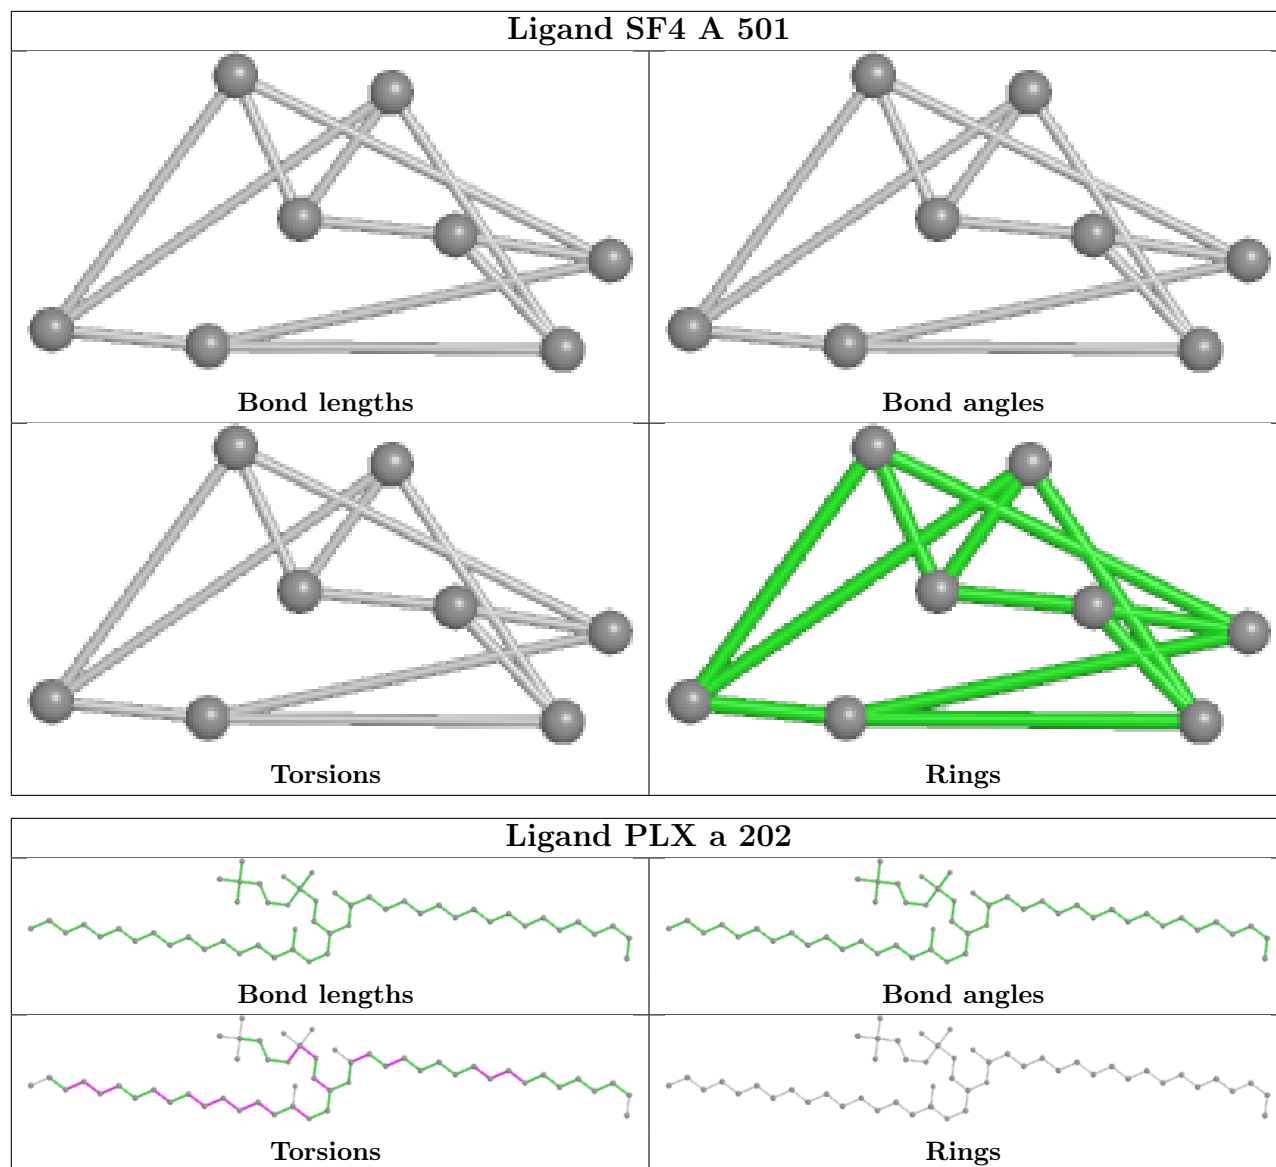 Ligand SF4 A 501
Bond lengths
Bond angles
Torsions
Rings
Ligand PLX a 202
Bond lengths
Bond angles
Torsions
Rings